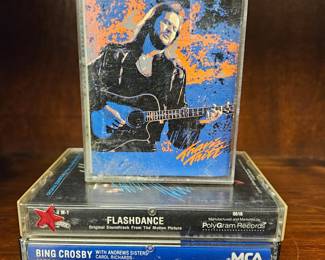 Travis
Tritt
FLASHDANCE
Original Soundtrack From The Motion Picture
Manufactured and Marketed by
PolyGram Records
BING CROSBY
WITH ANDREWS SISTERS
CAROL RICHARDS
MCA